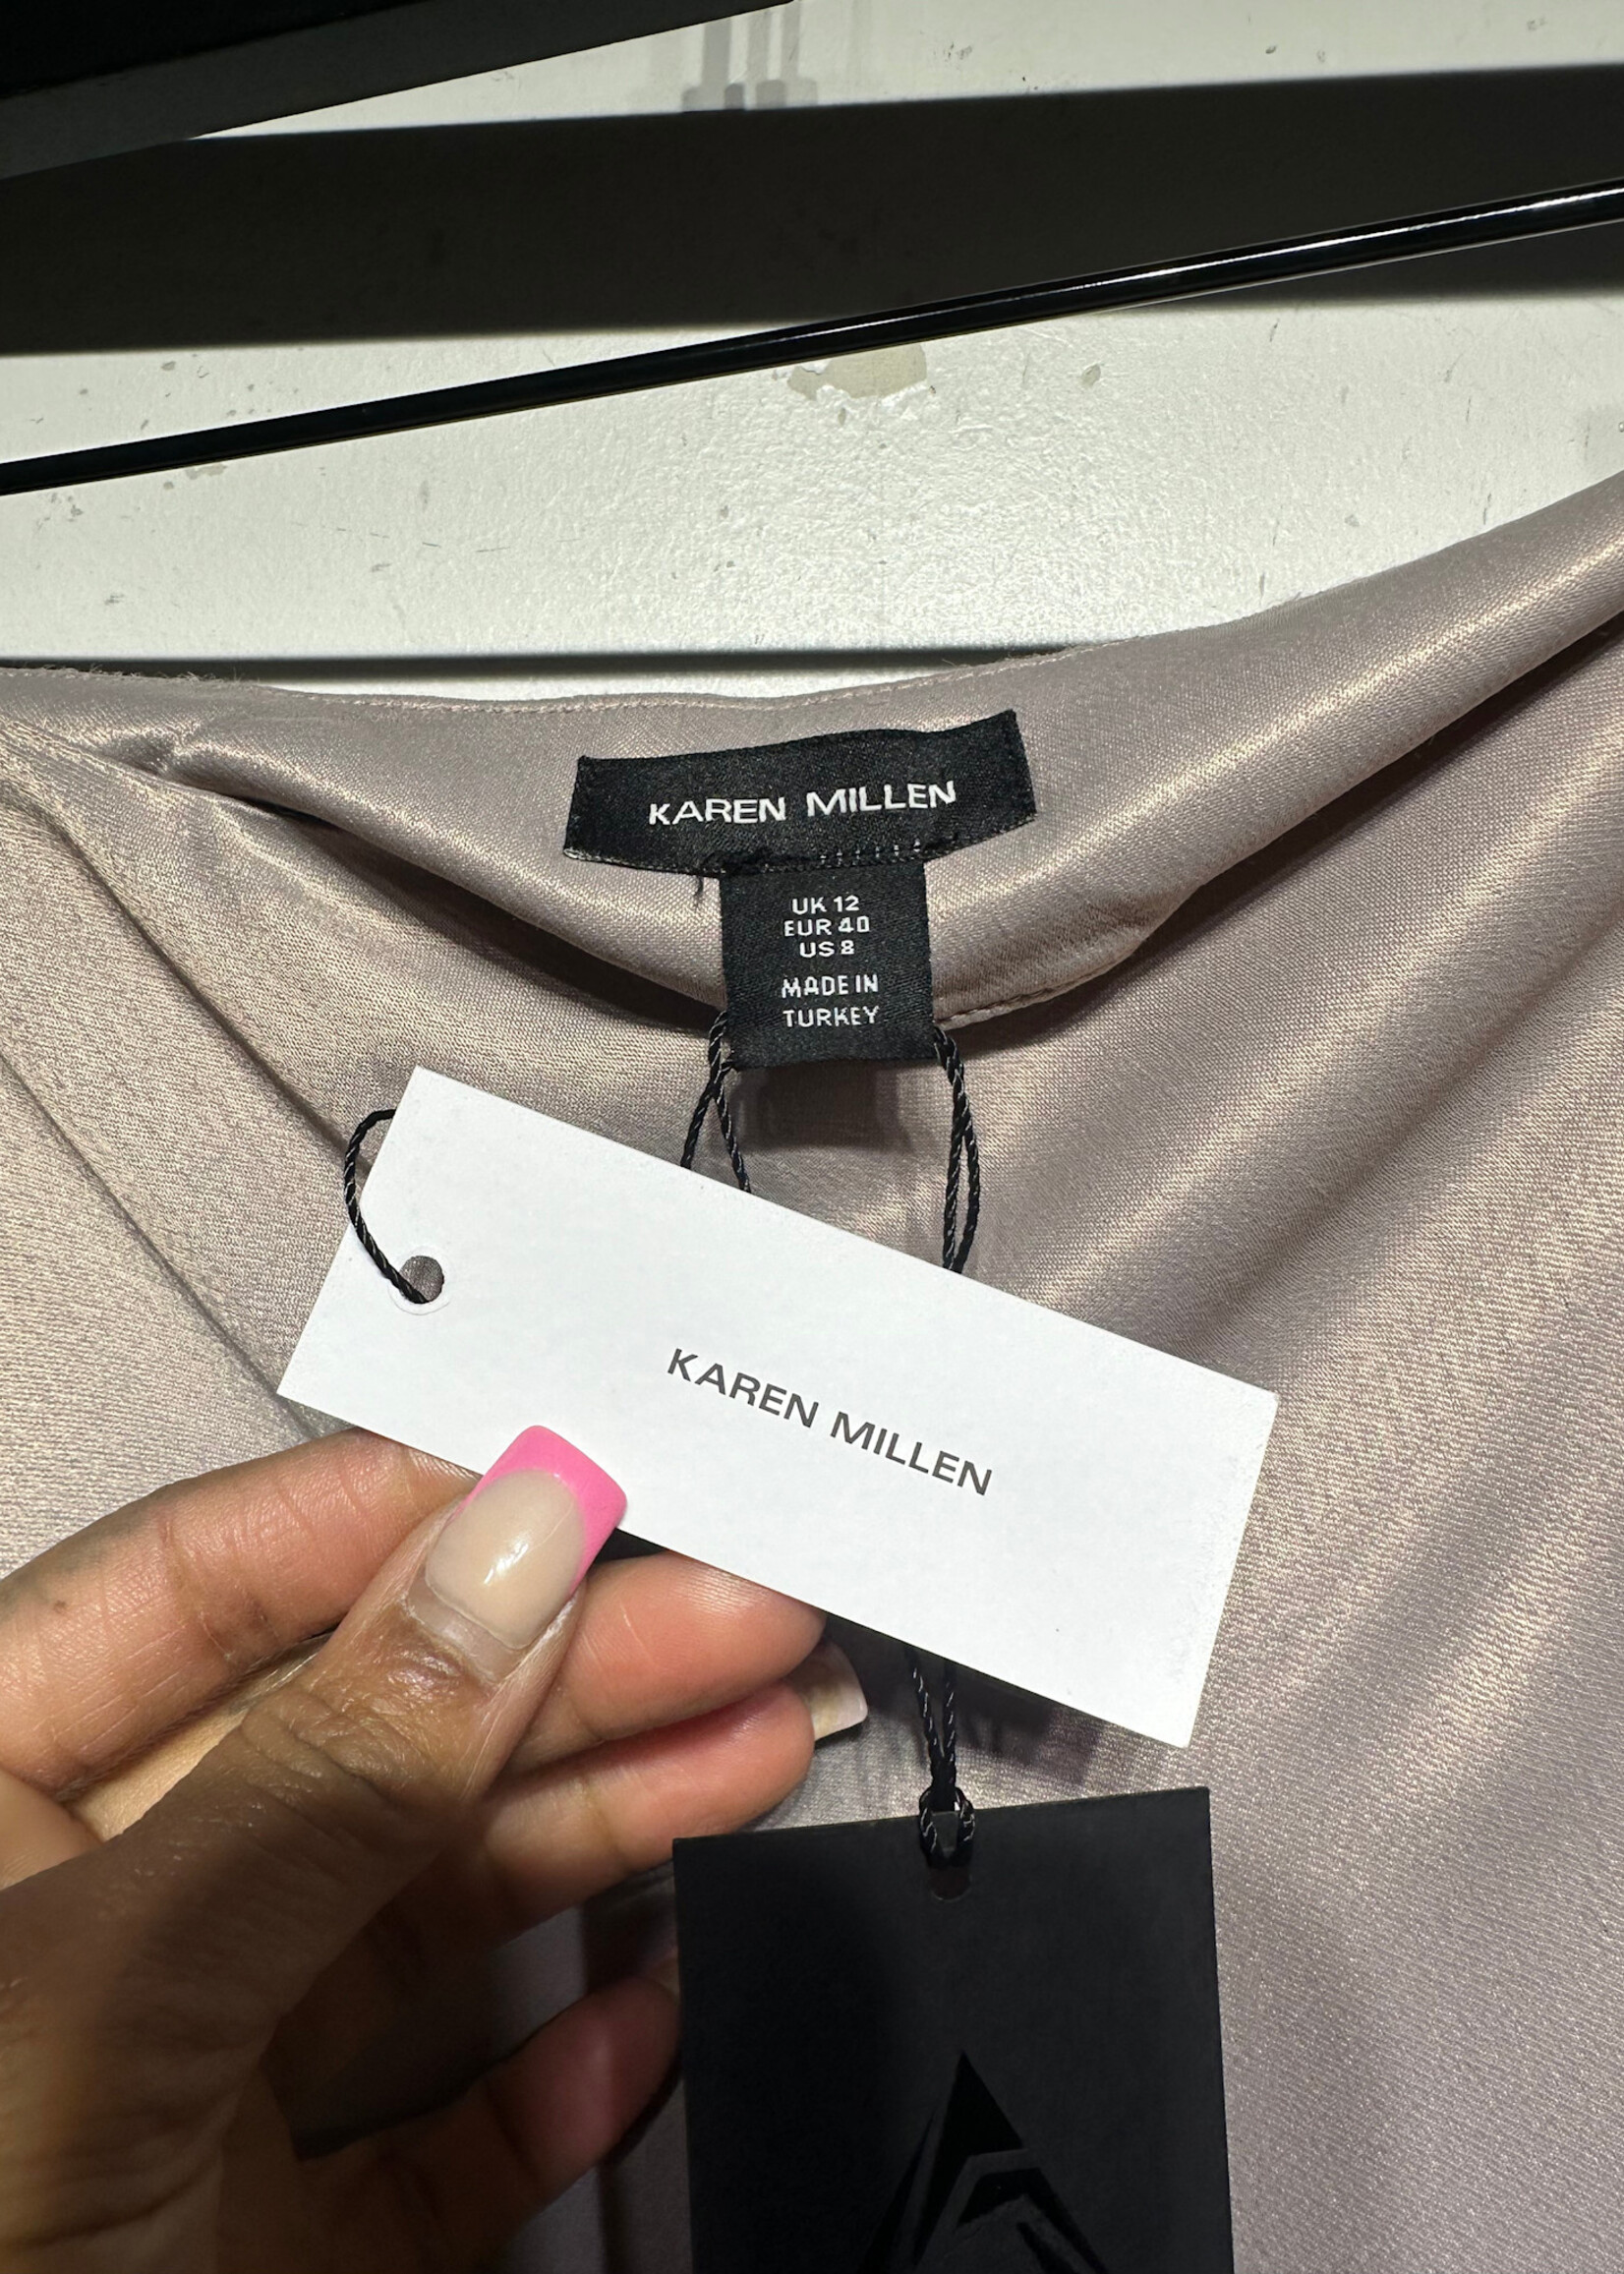 KAREN MILLEN
UK 12
EUR 40
US 8
MADE IN
TURKEY
KAREN MILLEN